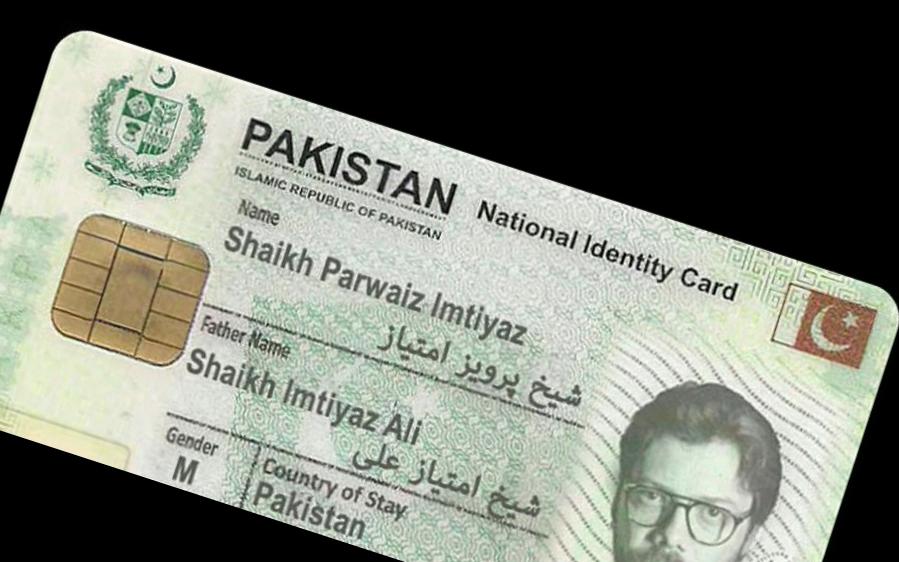 PAKISTAN National Identity Card
ISLAMIC REPUBLIC OF PAKISTAN
Name
Shaikh Parwaiz Imtiyaz
شیخ پرویز امتیاز
Father Name
Shaikh Imtiyaz Ali
شیخ امتیاز علی
Gender
M
Country of Stay
Pakistan